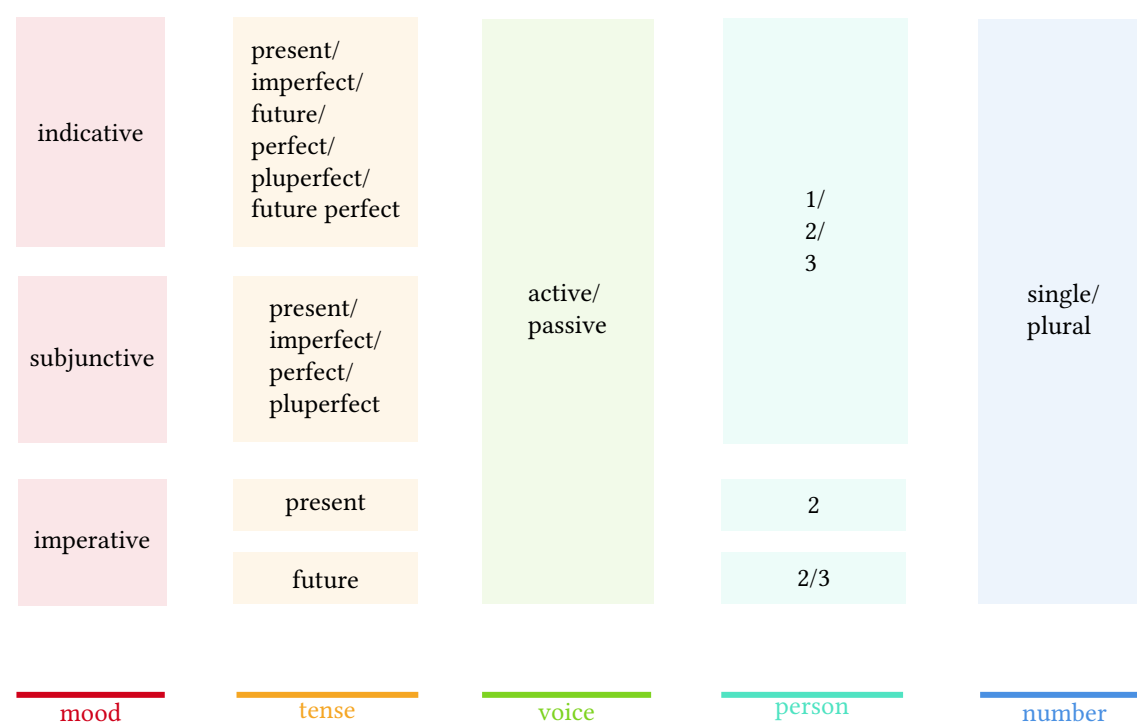 indicative
present/
imperfect/
future/
perfect/
pluperfect/
future perfect
subjunctive
present/
imperfect/
perfect/
pluperfect
imperative
present
future
active/
passive
1/
2/
3
2
2/3
single/
plural
mood
tense
voice
person
number